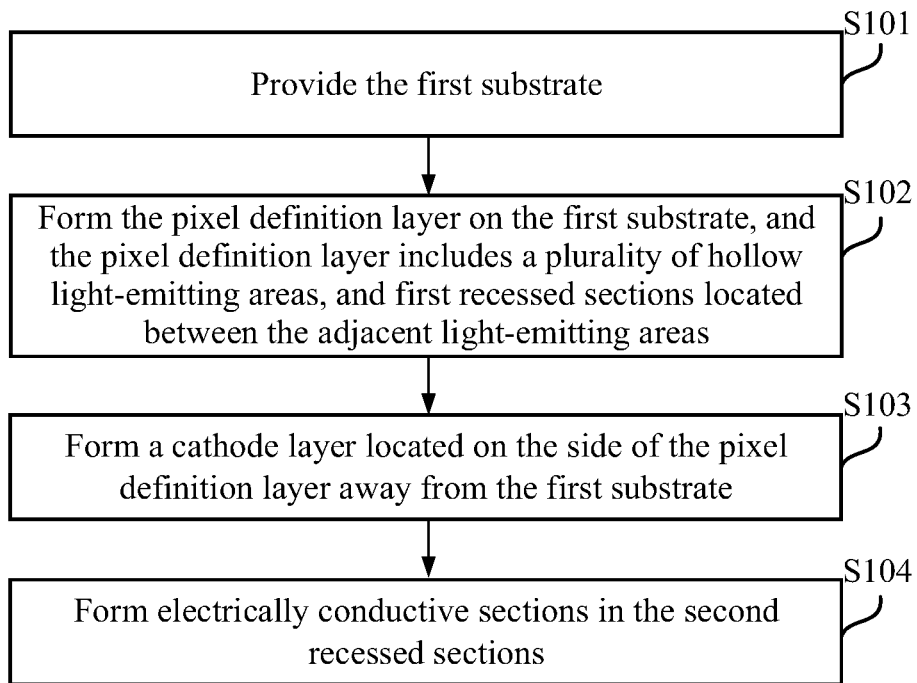 S101
Provide the first substrate
S102
Form the pixel definition layer on the first substrate, and
the pixel definition layer includes a plurality of hollow
light-emitting areas, and first recessed sections located
between the adjacent light-emitting areas
S103
Form a cathode layer located on the side of the pixel
definition layer away from the first substrate
S104
Form electrically conductive sections in the second
recessed sections